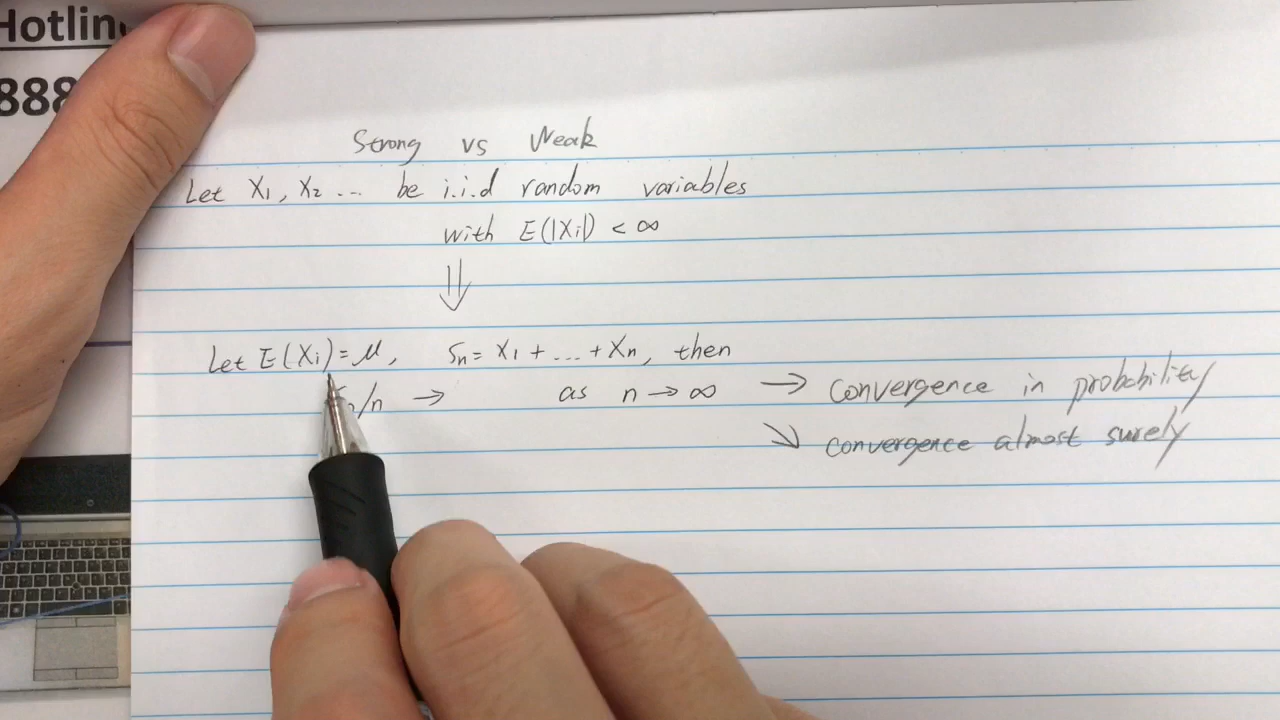 Hotlin
888
Strong vs Weak
Let X1, X2 ... be i.i.d random variables
with E(|Xi|) < ∞
⇓
Let E(Xi) = μ, Sn = X1 + ... + Xn, then
/n → as n → ∞ → convergence in probability
↘ convergence almost surely